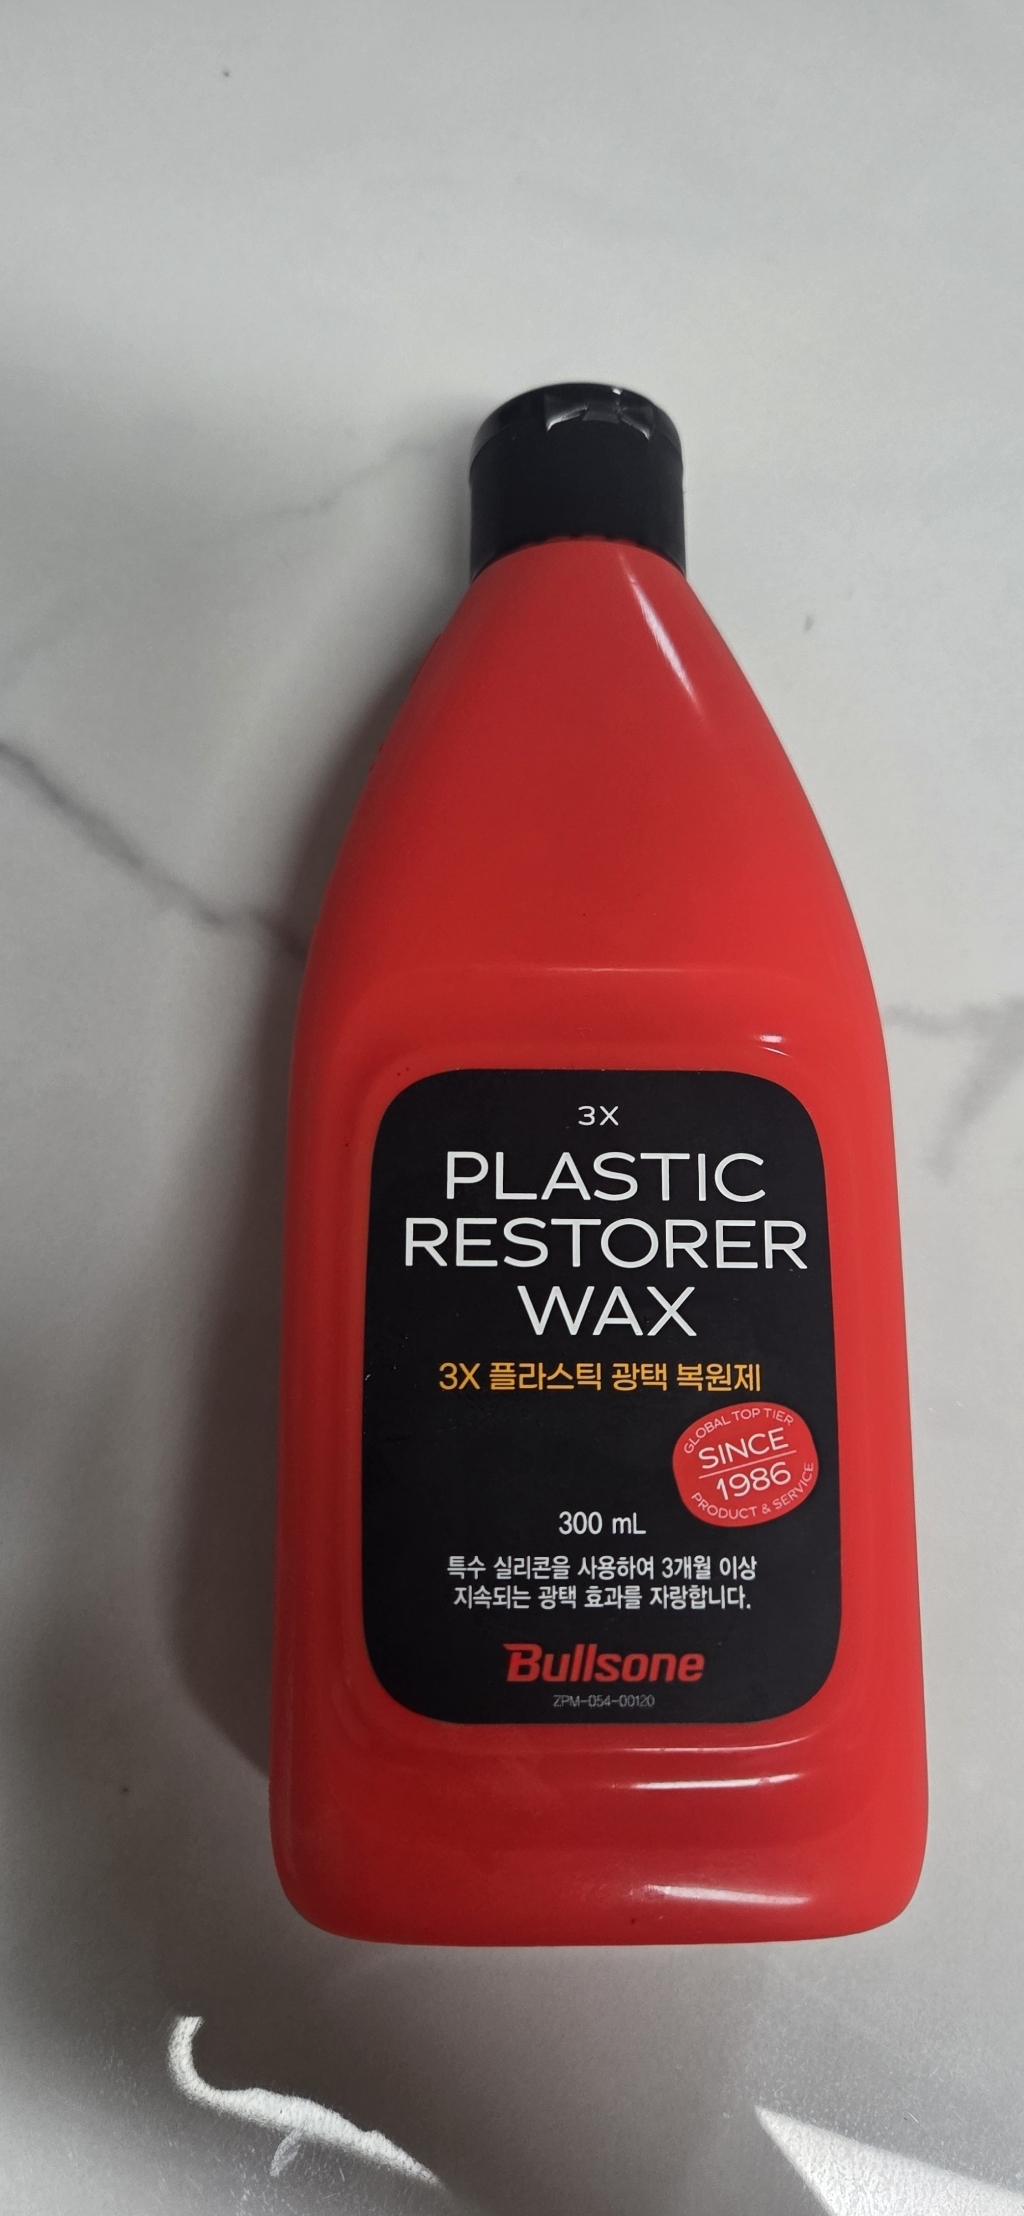 3X
PLASTIC
RESTORER
WAX
3X 플라스틱 광택 복원제
GLOBAL TOP TIER
SINCE
1986
PRODUCT & SERVICE
300 mL
특수 실리콘을 사용하여 3개월 이상
지속되는 광택 효과를 자랑합니다.
Bullsone
ZPM-054-00120